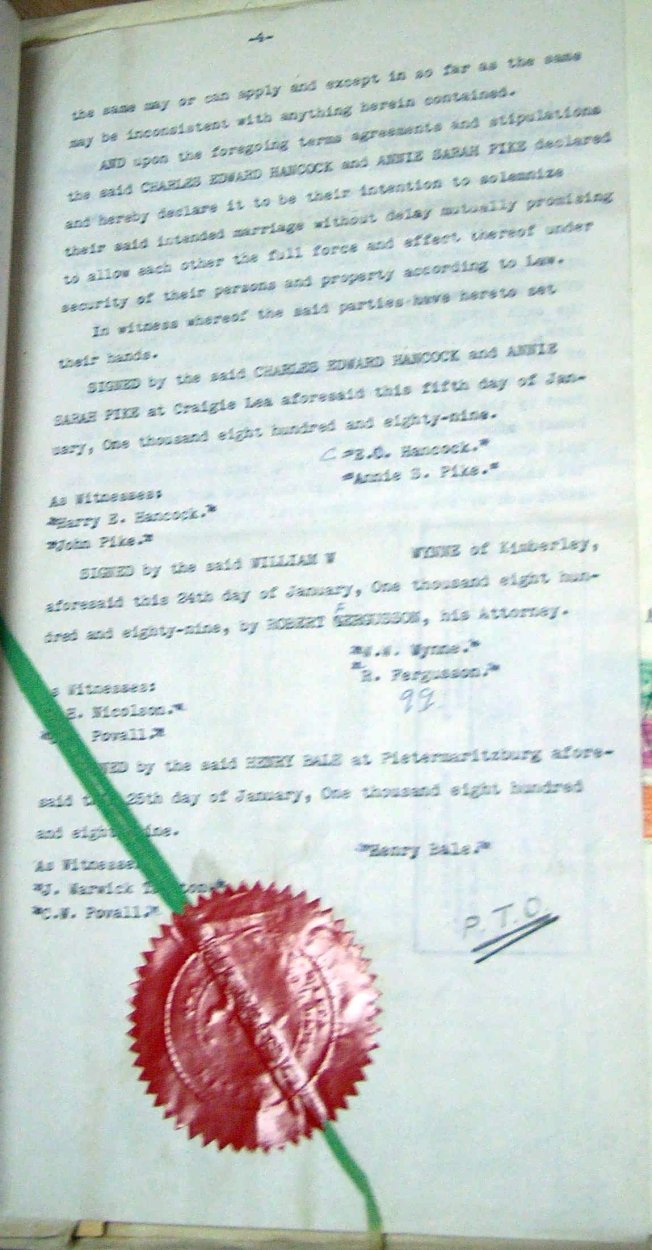 -4-
the same may or can apply and except in so far as the same
may be inconsistent with anything herein contained.
AND upon the foregoing terms agreements and stipulations
the said CHARLES EDWARD HANCOCK and ANNIE SARAH PIKE declared
and hereby declare it to be their intention to solemnize
their said intended marriage without delay mutually promising
to allow each other the full force and effect thereof under
security of their persons and property according to Law.
In witness whereof the said parties have hereto set
their hands.
SIGNED by the said CHARLES EDWARD HANCOCK and ANNIE
SARAH PIKE at Craigie Lea aforesaid this fifth day of Jan-
uary, One thousand eight hundred and eighty-nine.
C "E.C. Hancock."
"Annie S. Pike."
As Witnesses:
"Harry E. Hancock."
"John Pike."
SIGNED by the said WILLIAM W WYNNE of Kimberley,
aforesaid this 24th day of January, One thousand eight hun-
dred and eighty-nine, by ROBERT FERGUSSON, his Attorney.
"W.W. Wynne."
"R. Fergusson."
99
s Witnesses:
E. Nicolson."
Povall."
NED by the said HENRY BALE at Pietermaritzburg afore-
said t 25th day of January, One thousand eight hundred
and eight ine.
"Henry Bale."
As Witnesse
"J. Warwick T ton."
"C.W. Povall."
P.T.O.